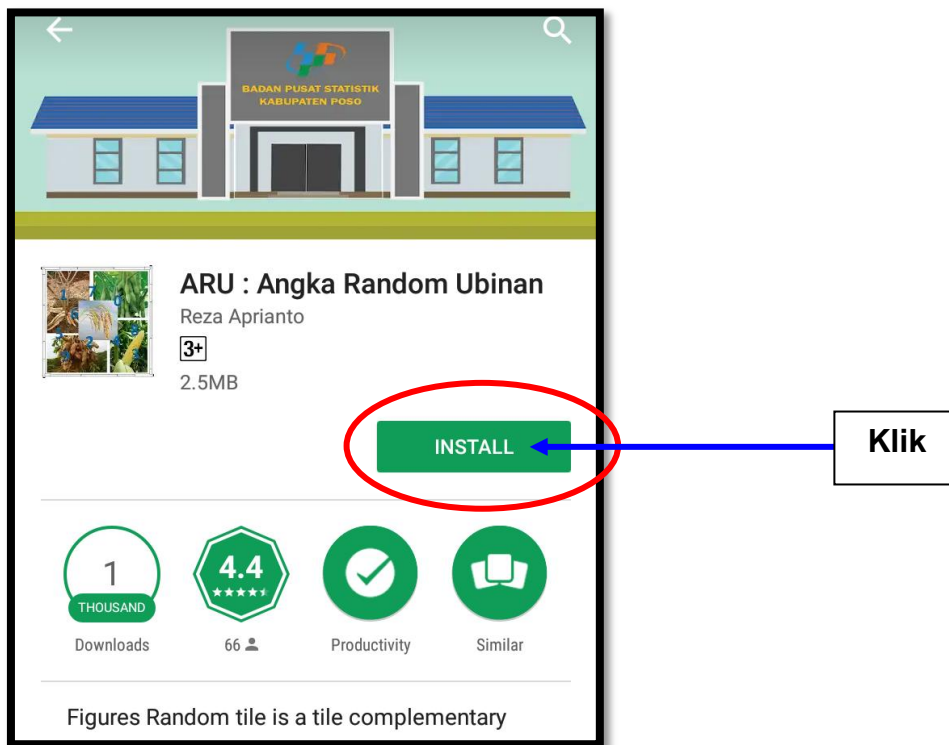 BADAN PUSAT STATISTIK
KABUPATEN POSO
ARU : Angka Random Ubinan
Reza Aprianto
3+
2.5MB
INSTALL
Klik
1
THOUSAND
Downloads
4.4
66
Productivity
Similar
Figures Random tile is a tile complementary